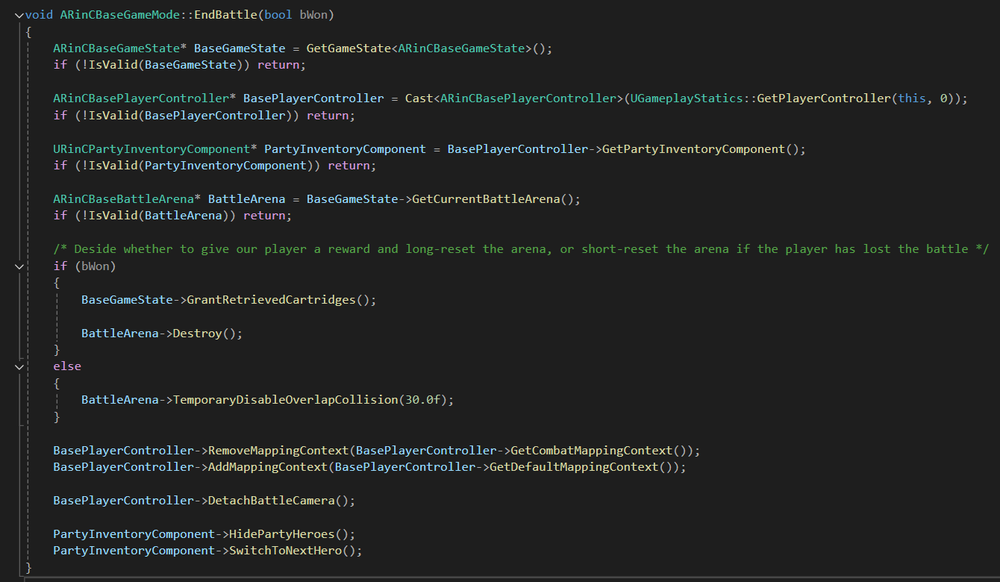 void ARinCBaseGameMode::EndBattle(bool bWon)
{
ARinCBaseGameState* BaseGameState = GetGameState<ARinCBaseGameState>();
if (!IsValid(BaseGameState)) return;
ARinCBasePlayerController* BasePlayerController = Cast<ARinCBasePlayerController>(UGameplayStatics::GetPlayerController(this, 0));
if (!IsValid(BasePlayerController)) return;
URinCPartyInventoryComponent* PartyInventoryComponent = BasePlayerController->GetPartyInventoryComponent();
if (!IsValid(PartyInventoryComponent)) return;
ARinCBaseBattleArena* BattleArena = BaseGameState->GetCurrentBattleArena();
if (!IsValid(BattleArena)) return;
/* Deside whether to give our player a reward and long-reset the arena, or short-reset the arena if the player has lost the battle */
if (bWon)
{
BaseGameState->GrantRetrievedCartridges();
BattleArena->Destroy();
}
else
{
BattleArena->TemporaryDisableOverlapCollision(30.0f);
}
BasePlayerController->RemoveMappingContext(BasePlayerController->GetCombatMappingContext());
BasePlayerController->AddMappingContext(BasePlayerController->GetDefaultMappingContext());
BasePlayerController->DetachBattleCamera();
PartyInventoryComponent->HidePartyHeroes();
PartyInventoryComponent->SwitchToNextHero();
}